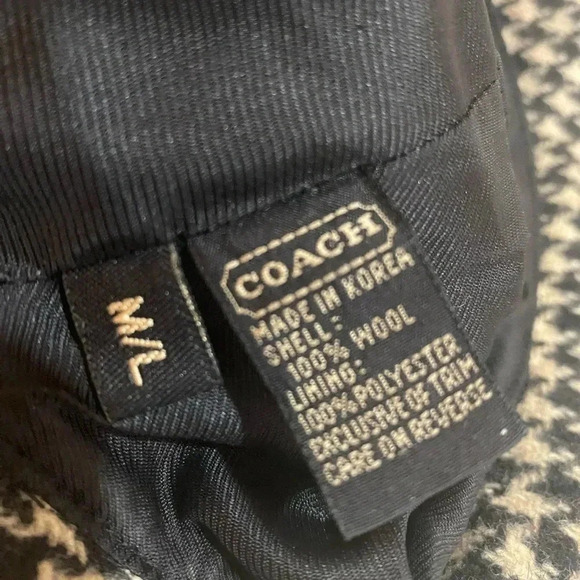 COACH
MADE IN KOREA
SHELL:
100% WOOL
LINING:
100% POLYESTER
EXCLUSIVE OF TRIM
CARE ON REVERSE
M/L